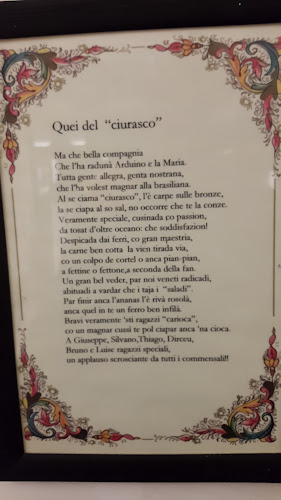 Quei del “ciurasco”
Ma che bella compagnia
Che l'ha radunà Arduino e la Maria.
Tutta gente allegra, genta nostrana,
che l'ha volest magnar alla brasiliana.
Al se ciama “ciurasco”, l'è carpe sulle bronze,
la se ciapa al so sal, no occorre che te la conze.
Veramente speciale, cusinada co passion,
da tosat d'oltre oceano: che soddisfazion!
Despicada dai ferri, co gran maestria,
la carne ben cotta la vien tirada via,
co un colpo de cortel o anca pian-pian,
a fettine o fettone,a seconda della fan.
Un gran bel veder, par noi veneti radicadi,
abituadi a vardar che i taja i “saladi”.
Par finir anca l'ananas l'è rivà rosolà,
anca quel in te un ferro ben infilà.
Bravi veramente 'sti ragazzi “carioca”,
co un magnar cussì te pol ciapar anca 'na cioca.
A Giuseppe, Silvano,Thiago, Dirceu,
Bruno e Luise ragazzi speciali,
un applauso scrosciante da tutti i commensali!!